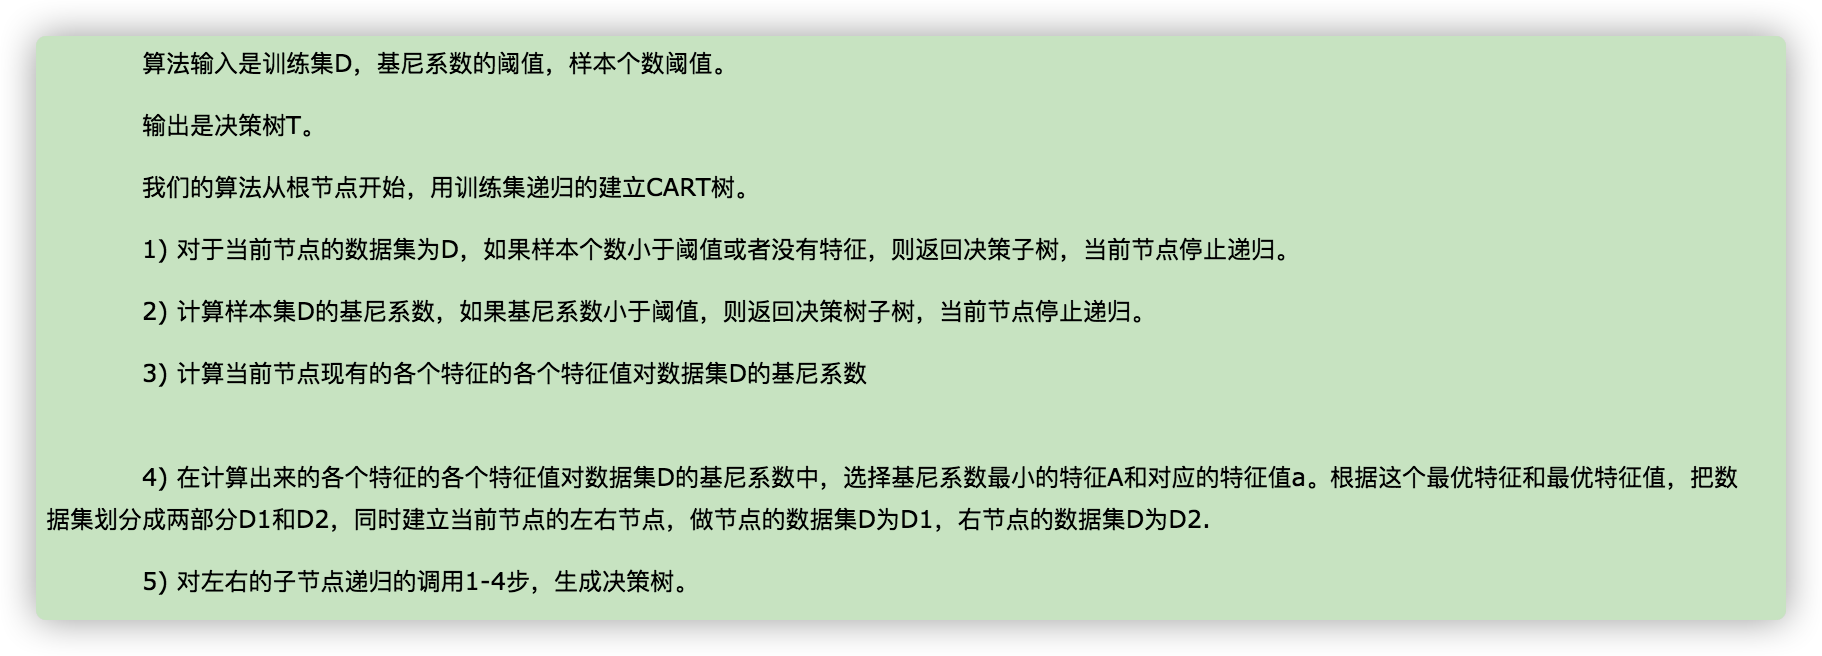 算法输入是训练集D，基尼系数的阈值，样本个数阈值。
输出是决策树T。
我们的算法从根节点开始，用训练集递归的建立CART树。
1) 对于当前节点的数据集为D，如果样本个数小于阈值或者没有特征，则返回决策子树，当前节点停止递归。
2) 计算样本集D的基尼系数，如果基尼系数小于阈值，则返回决策树子树，当前节点停止递归。
3) 计算当前节点现有的各个特征的各个特征值对数据集D的基尼系数
4) 在计算出来的各个特征的各个特征值对数据集D的基尼系数中，选择基尼系数最小的特征A和对应的特征值a。根据这个最优特征和最优特征值，把数
据集划分成两部分D1和D2，同时建立当前节点的左右节点，做节点的数据集D为D1，右节点的数据集D为D2.
5) 对左右的子节点递归的调用1-4步，生成决策树。